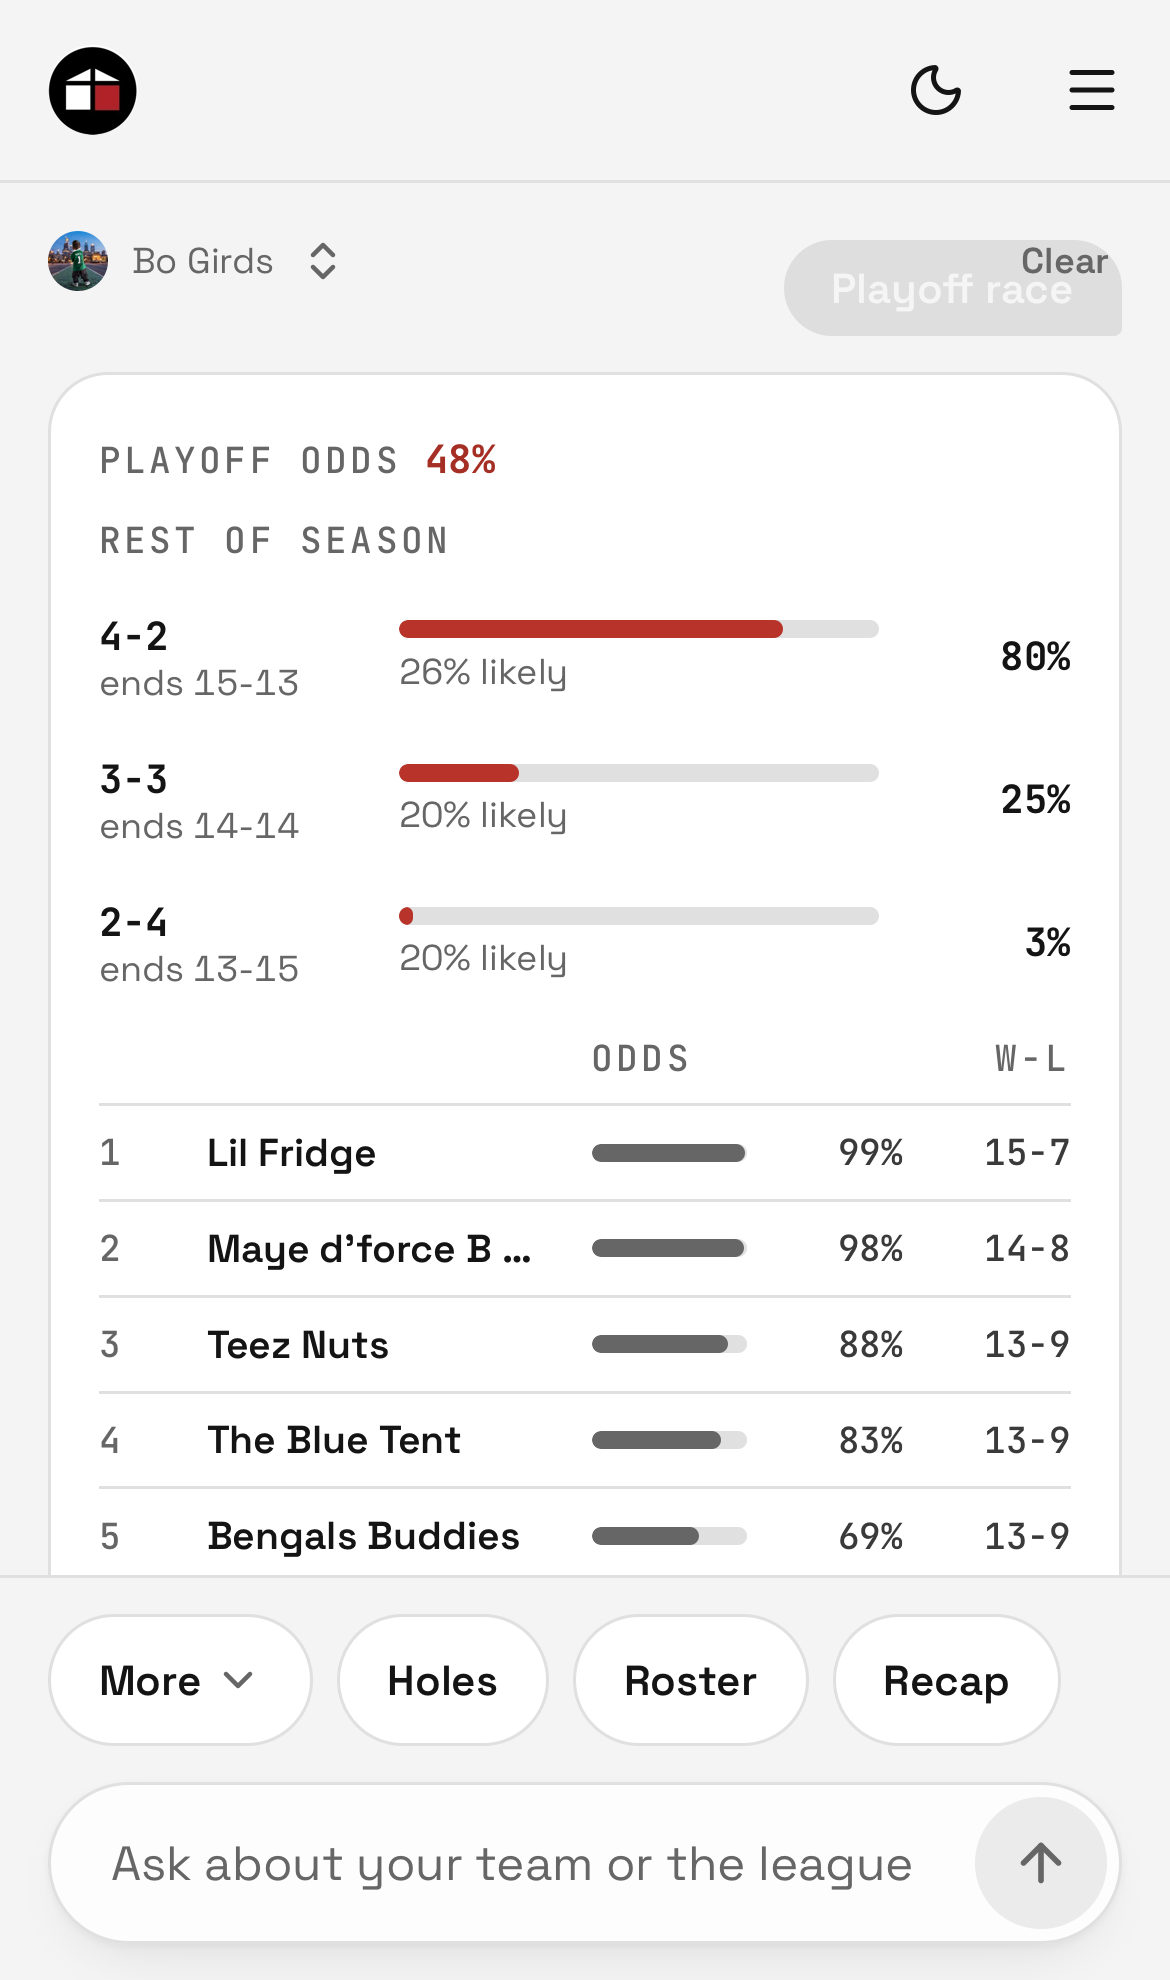 Bo Girds
Clear
Playoff race
PLAYOFF ODDS 48%
REST OF SEASON
4-2
ends 15-13
26% likely
80%
3-3
ends 14-14
20% likely
25%
2-4
ends 13-15
20% likely
3%
ODDS W-L
1 Lil Fridge 99% 15-7
2 Maye d'force B ... 98% 14-8
3 Teez Nuts 88% 13-9
4 The Blue Tent 83% 13-9
5 Bengals Buddies 69% 13-9
More Holes Roster Recap
Ask about your team or the league